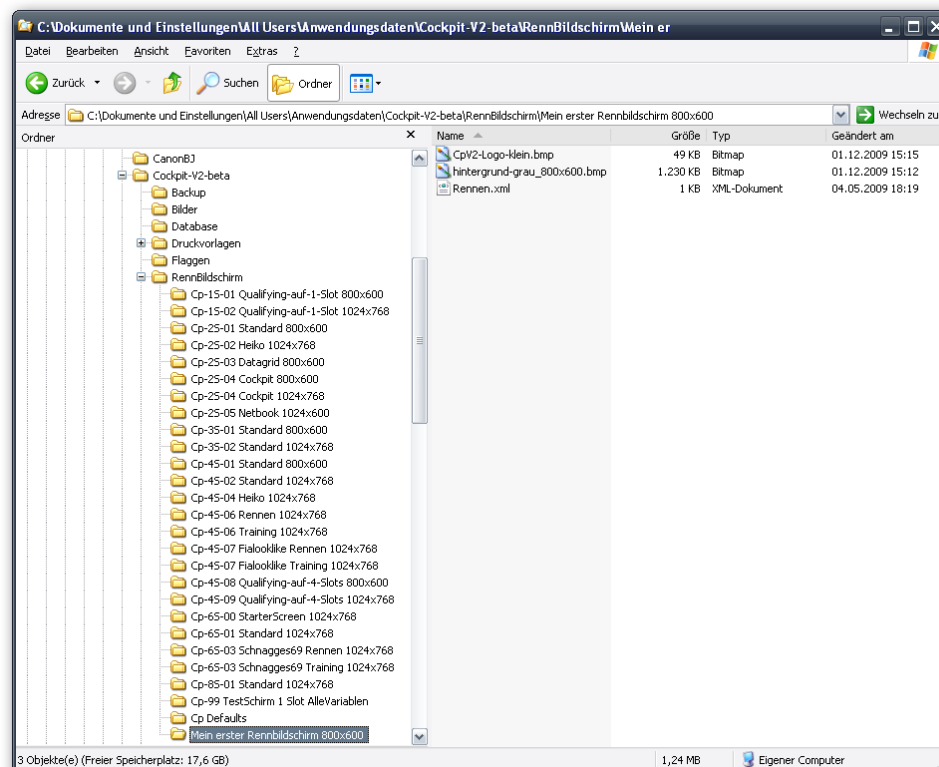 C:\Dokumente und Einstellungen\All Users\Anwendungsdaten\Cockpit-V2-beta\RennBildschirm\Mein er
Datei Bearbeiten Ansicht Favoriten Extras ?
Zurück Suchen Ordner
Adresse C:\Dokumente und Einstellungen\All Users\Anwendungsdaten\Cockpit-V2-beta\RennBildschirm\Mein erster Rennbildschirm 800x600 Wechseln zu
Ordner x Name Größe Typ Geändert am
CpV2-Logo-klein.bmp 49 KB Bitmap 01.12.2009 15:15
hintergrund-grau_800x600.bmp 1.230 KB Bitmap 01.12.2009 15:12
Rennen.xml 1 KB XML-Dokument 04.05.2009 18:19
CanonBJ
Cockpit-V2-beta
Backup
Bilder
Database
Druckvorlagen
Flaggen
RennBildschirm
Cp-1S-01 Qualifying-auf-1-Slot 800x600
Cp-1S-02 Qualifying-auf-1-Slot 1024x768
Cp-2S-01 Standard 800x600
Cp-2S-02 Heiko 1024x768
Cp-2S-03 Datagrid 800x600
Cp-2S-04 Cockpit 800x600
Cp-2S-04 Cockpit 1024x768
Cp-2S-05 Netbook 1024x600
Cp-3S-01 Standard 800x600
Cp-3S-02 Standard 1024x768
Cp-4S-01 Standard 800x600
Cp-4S-02 Standard 1024x768
Cp-4S-04 Heiko 1024x768
Cp-4S-06 Rennen 1024x768
Cp-4S-06 Training 1024x768
Cp-4S-07 Fialooklike Rennen 1024x768
Cp-4S-07 Fialooklike Training 1024x768
Cp-4S-08 Qualifying-auf-4-Slots 800x600
Cp-4S-09 Qualifying-auf-4-Slots 1024x768
Cp-6S-00 StarterScreen 1024x768
Cp-6S-01 Standard 1024x768
Cp-6S-03 Schnagges69 Rennen 1024x768
Cp-6S-03 Schnagges69 Training 1024x768
Cp-8S-01 Standard 1024x768
Cp-99 TestSchirm 1 Slot AlleVariablen
Cp Defaults
Mein erster Rennbildschirm 800x600
3 Objekte(e) (Freier Speicherplatz: 17,6 GB) 1,24 MB Eigener Computer